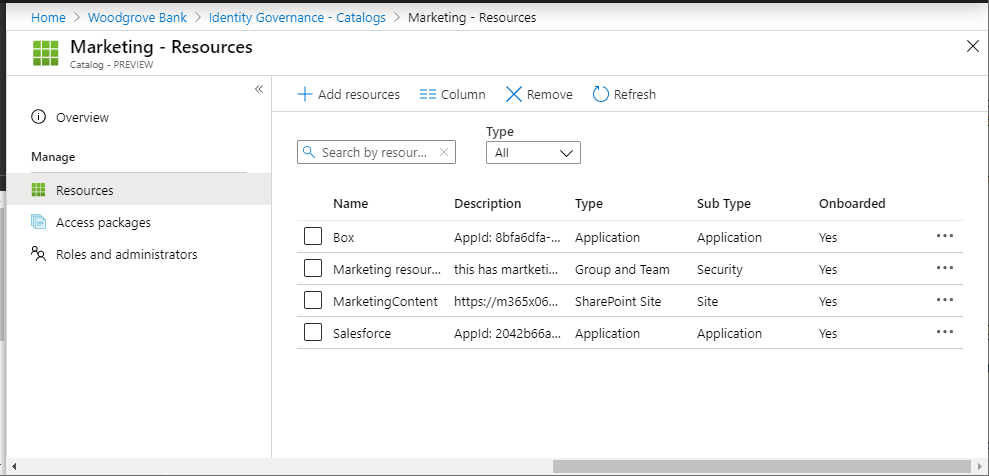 Home > Woodgrove Bank > Identity Governance - Catalogs > Marketing - Resources
Marketing - Resources
Catalog - PREVIEW
Overview
Manage
Resources
Access packages
Roles and administrators
Add resources Column Remove Refresh
Type
Search by resour... All
Name Description Type Sub Type Onboarded
Box AppId: 8bfa6dfa-... Application Application Yes
Marketing resour... this has martketi... Group and Team Security Yes
MarketingContent https://m365x06... SharePoint Site Site Yes
Salesforce AppId: 2042b66a... Application Application Yes